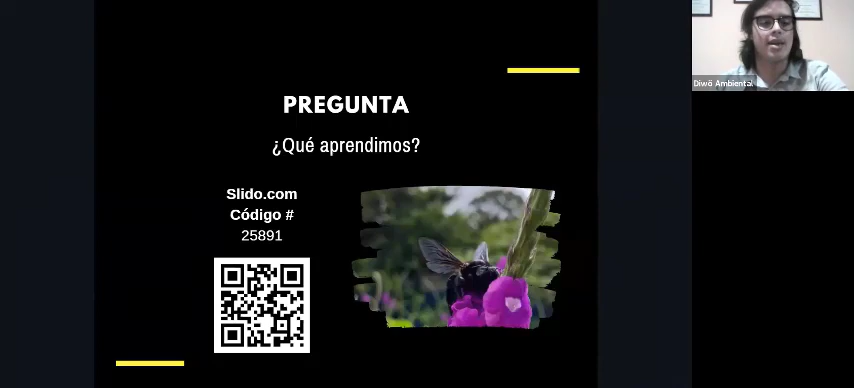 PREGUNTA
¿Qué aprendimos?
Slido.com
Código #
25891
Diwö Ambiental